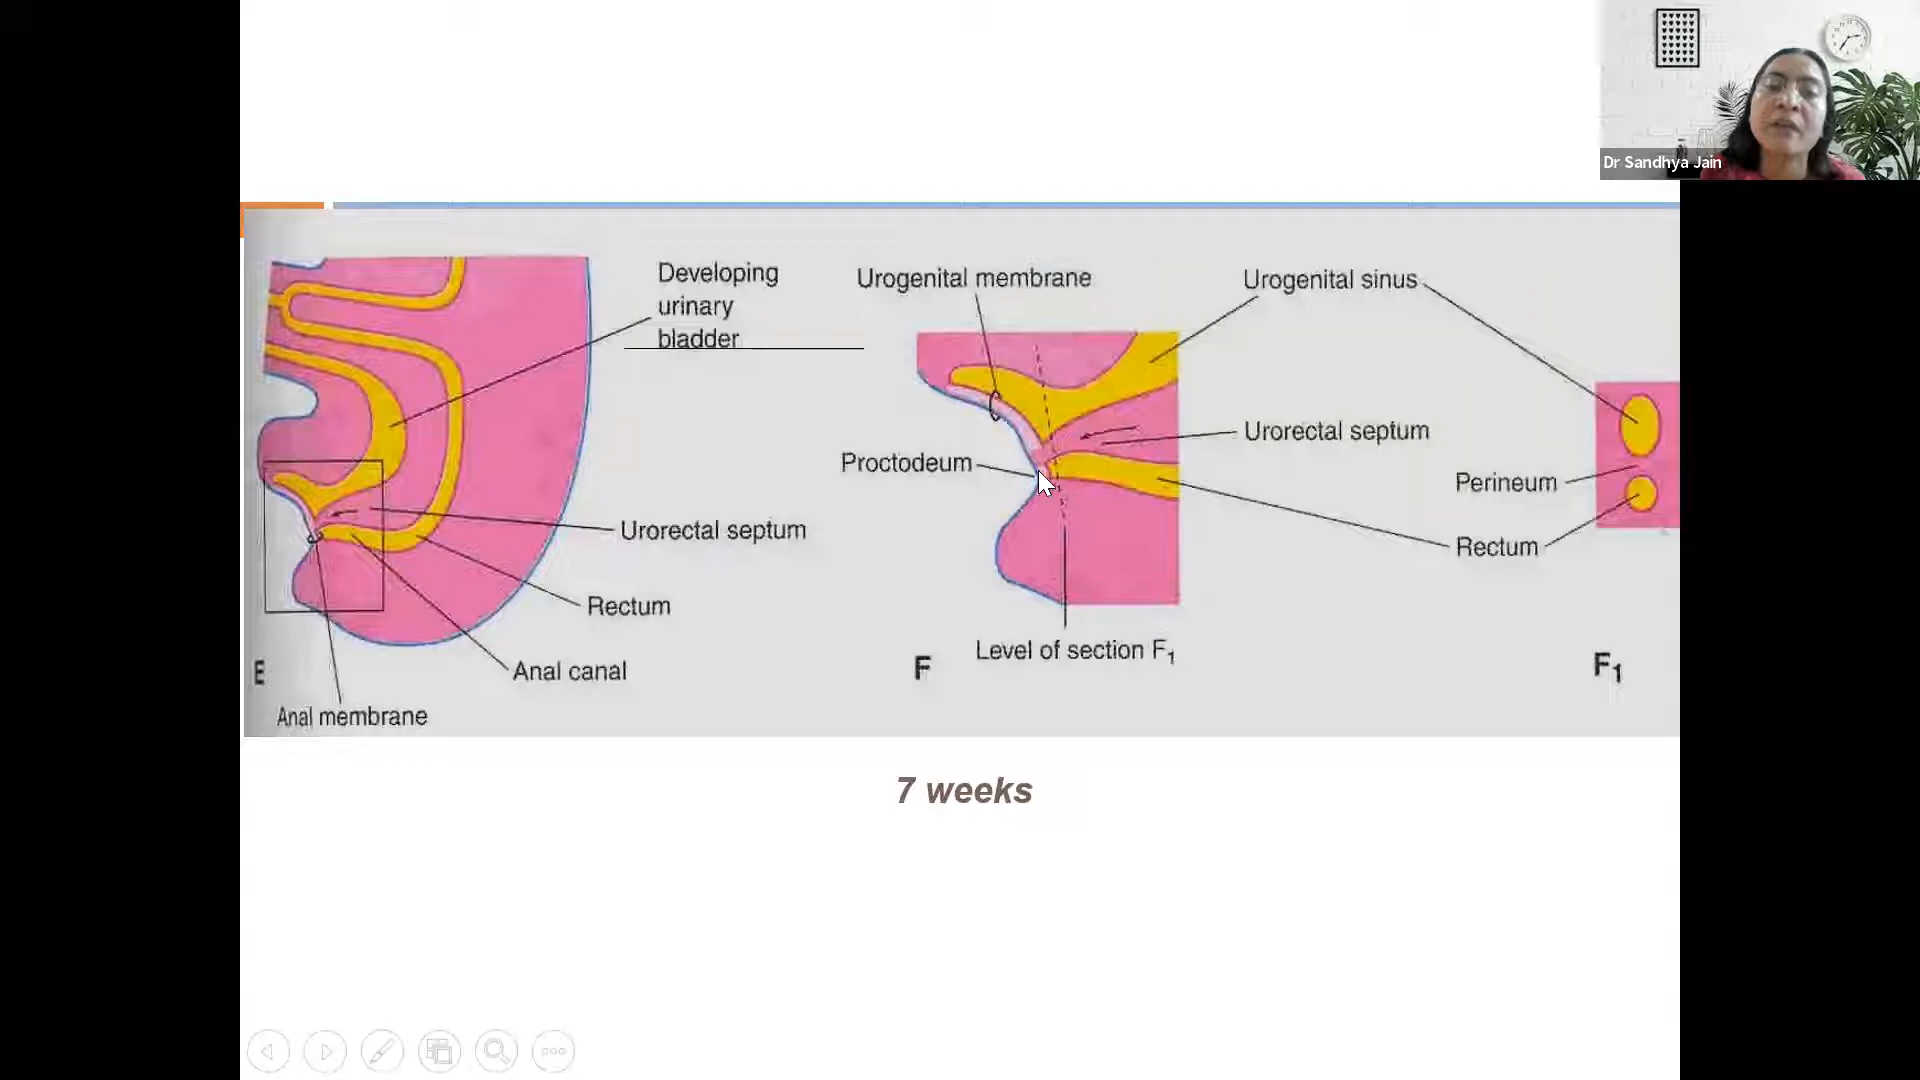 Dr Sandhya Jain
Developing
urinary
bladder
Urogenital membrane
Urogenital sinus
Urorectal septum
Proctodeum
Perineum
Urorectal septum
Rectum
Rectum
Level of section F1
Anal canal
Anal membrane
E
F
F1
7 weeks